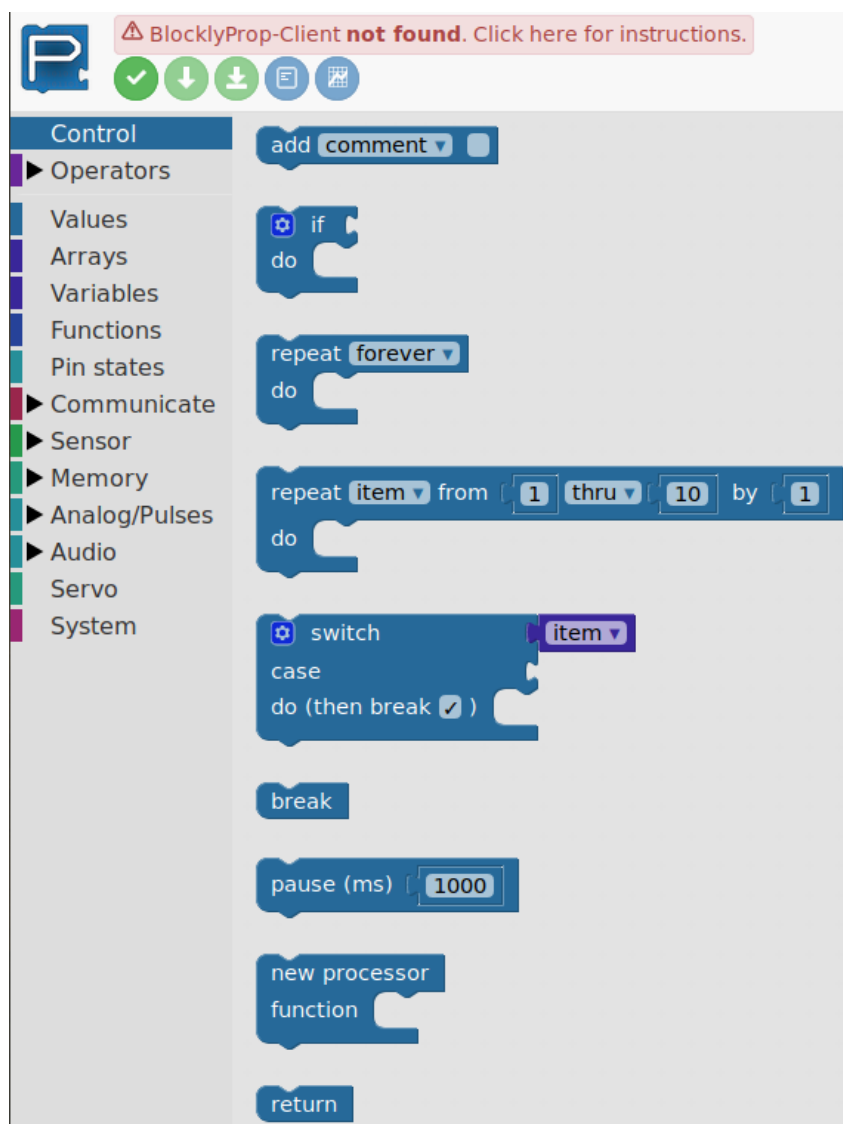 BlocklyProp-Client not found. Click here for instructions.
Control
Operators
Values
Arrays
Variables
Functions
Pin states
Communicate
Sensor
Memory
Analog/Pulses
Audio
Servo
System
add comment
if
do
repeat forever
do
repeat item from 1 thru 10 by 1
do
switch item
case
do (then break ✓ )
break
pause (ms) 1000
new processor
function
return